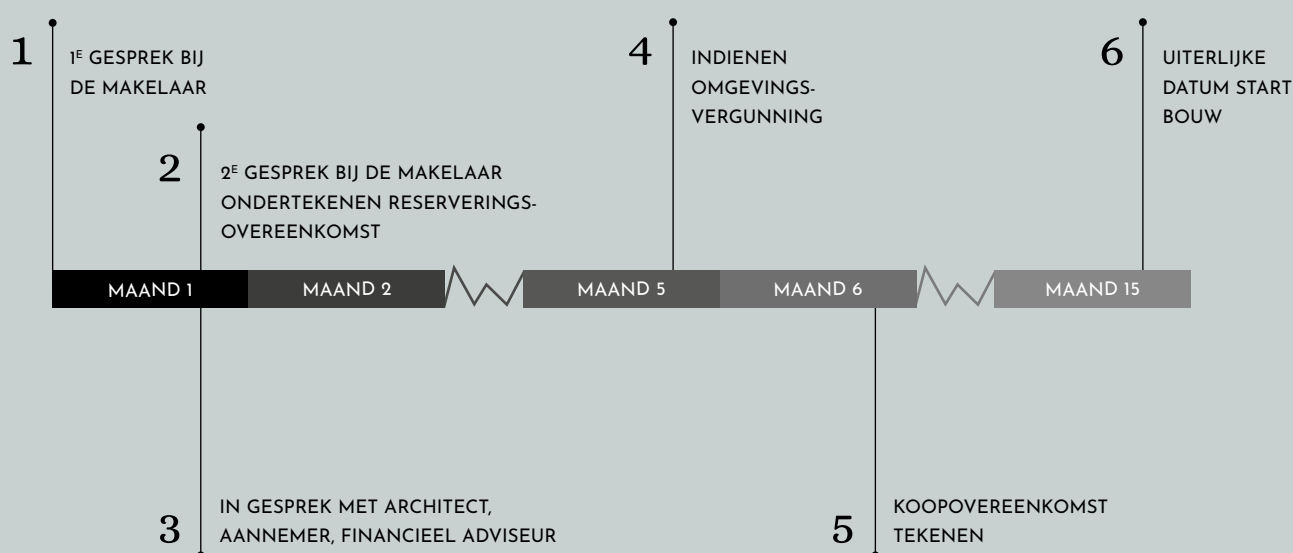 1
1E GESPREK BIJ
DE MAKELAAR
2
2E GESPREK BIJ DE MAKELAAR
ONDERTEKENEN RESERVERINGS-
OVEREENKOMST
4
INDIENEN
OMGEVINGS-
VERGUNNING
6
UITERLIJKE
DATUM START
BOUW
MAAND 1
MAAND 2
MAAND 5
MAAND 6
MAAND 15
3
IN GESPREK MET ARCHITECT,
AANNEMER, FINANCIEEL ADVISEUR
5
KOOPOVEREENKOMST
TEKENEN